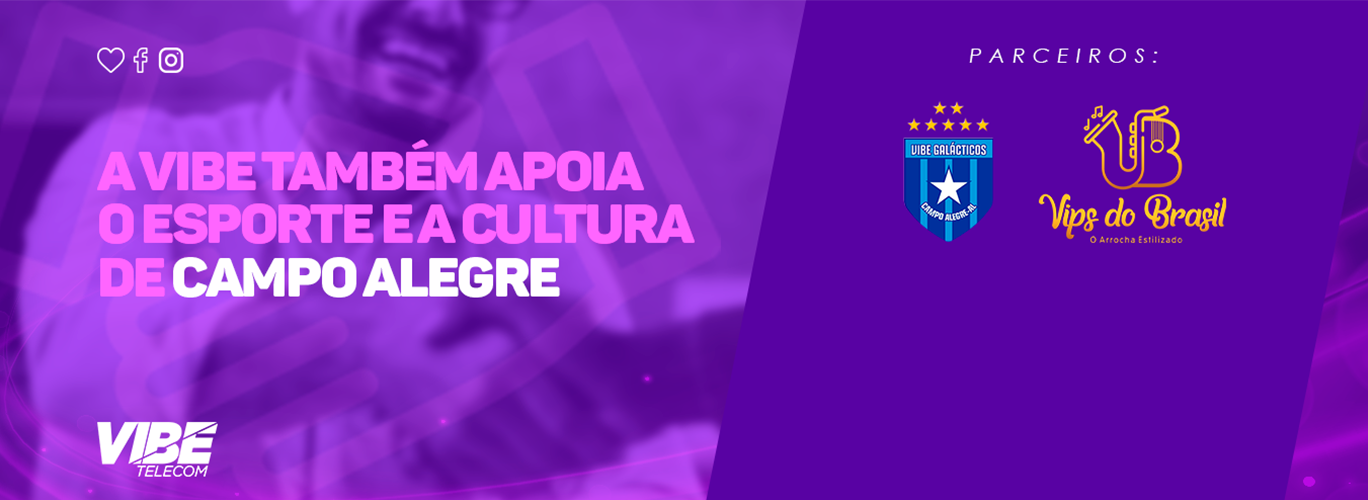 A VIBE TAMBÉM APOIA
O ESPORTE E A CULTURA
DE CAMPO ALEGRE
VIBE
TELECOM
PARCEIROS:
VIBE GALÁCTICOS
CAMPO ALEGRE-AL
VB
Vips do Brasil
O Arrocha Estilizado